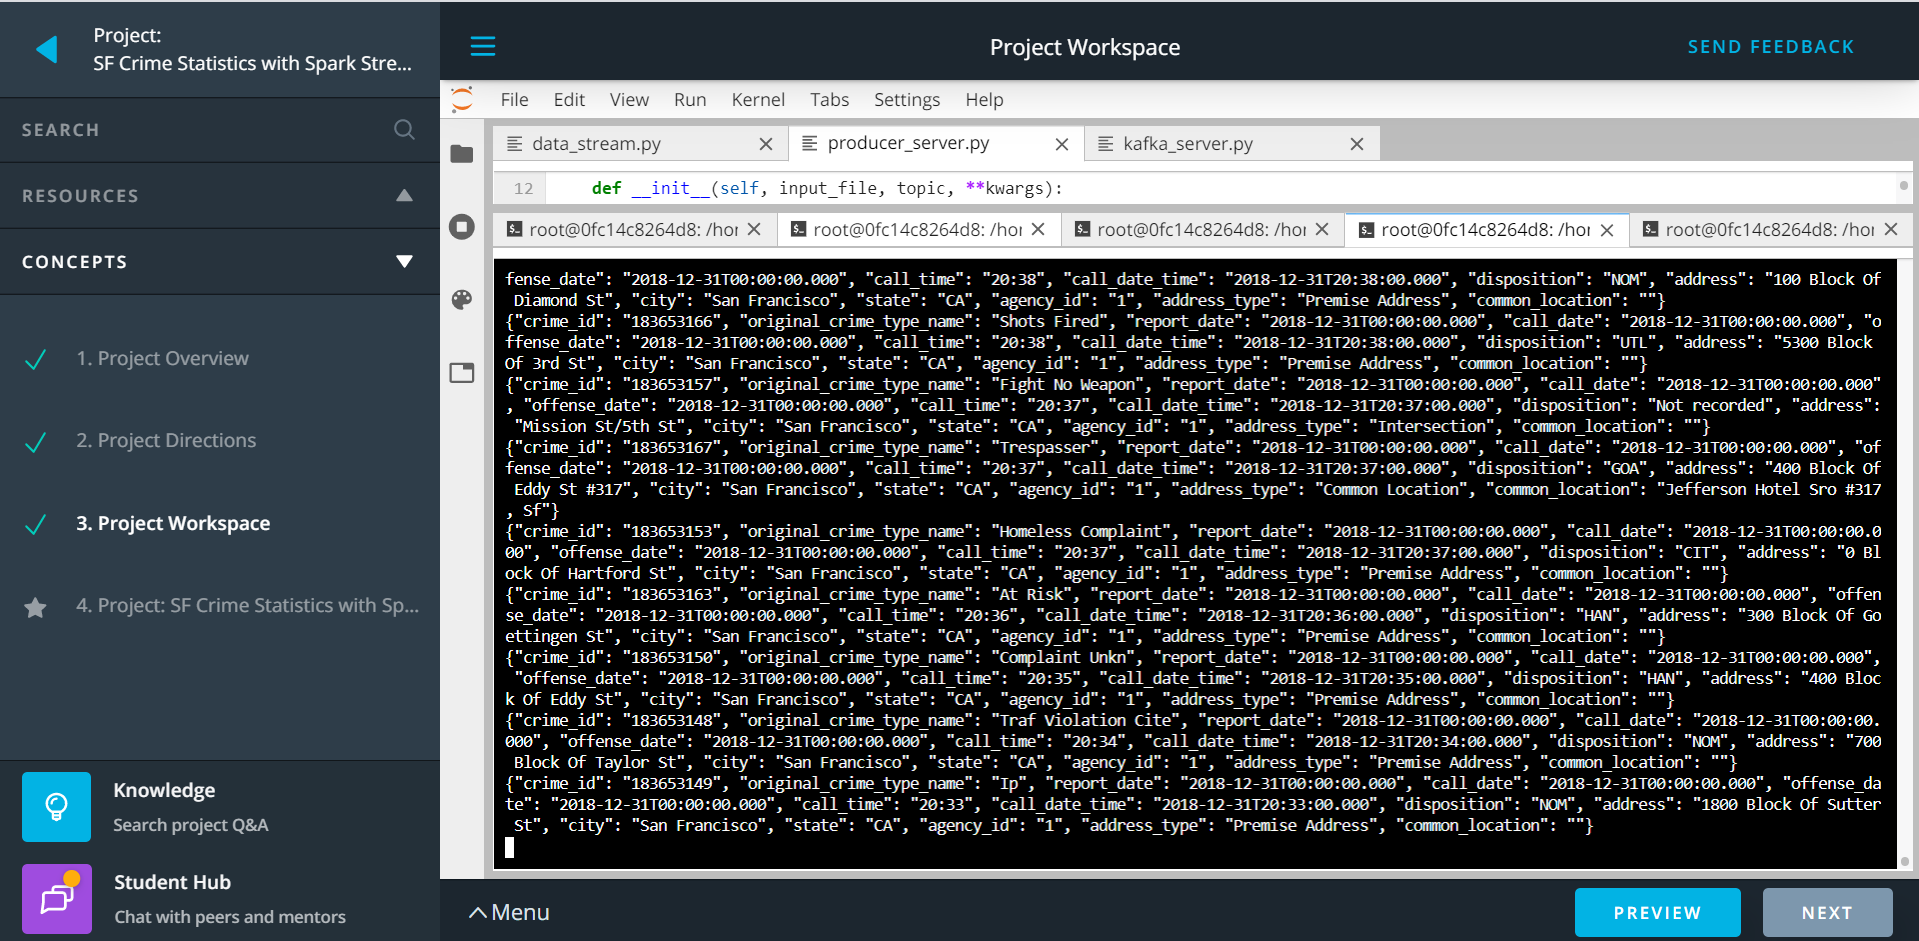 Project:
SF Crime Statistics with Spark Stre...
SEARCH
RESOURCES
CONCEPTS
1. Project Overview
2. Project Directions
3. Project Workspace
4. Project: SF Crime Statistics with Sp...
Knowledge
Search project Q&A
Student Hub
Chat with peers and mentors
Project Workspace
SEND FEEDBACK
File Edit View Run Kernel Tabs Settings Help
data_stream.py producer_server.py kafka_server.py
12 def __init__(self, input_file, topic, **kwargs):
root@0fc14c8264d8: /hor root@0fc14c8264d8: /hor root@0fc14c8264d8: /hor root@0fc14c8264d8: /hor root@0fc14c8264d8: /hor
fense_date": "2018-12-31T00:00:00.000", "call_time": "20:38", "call_date_time": "2018-12-31T20:38:00.000", "disposition": "NOM", "address": "100 Block Of
Diamond St", "city": "San Francisco", "state": "CA", "agency_id": "1", "address_type": "Premise Address", "common_location": ""}
{"crime_id": "183653166", "original_crime_type_name": "Shots Fired", "report_date": "2018-12-31T00:00:00.000", "call_date": "2018-12-31T00:00:00.000", "o
ffense_date": "2018-12-31T00:00:00.000", "call_time": "20:38", "call_date_time": "2018-12-31T20:38:00.000", "disposition": "UTL", "address": "5300 Block
Of 3rd St", "city": "San Francisco", "state": "CA", "agency_id": "1", "address_type": "Premise Address", "common_location": ""}
{"crime_id": "183653157", "original_crime_type_name": "Fight No Weapon", "report_date": "2018-12-31T00:00:00.000", "call_date": "2018-12-31T00:00:00.000"
, "offense_date": "2018-12-31T00:00:00.000", "call_time": "20:37", "call_date_time": "2018-12-31T20:37:00.000", "disposition": "Not recorded", "address":
"Mission St/5th St", "city": "San Francisco", "state": "CA", "agency_id": "1", "address_type": "Intersection", "common_location": ""}
{"crime_id": "183653167", "original_crime_type_name": "Trespasser", "report_date": "2018-12-31T00:00:00.000", "call_date": "2018-12-31T00:00:00.000", "of
fense_date": "2018-12-31T00:00:00.000", "call_time": "20:37", "call_date_time": "2018-12-31T20:37:00.000", "disposition": "GOA", "address": "400 Block Of
Eddy St #317", "city": "San Francisco", "state": "CA", "agency_id": "1", "address_type": "Common Location", "common_location": "Jefferson Hotel Sro #317
, Sf"}
{"crime_id": "183653153", "original_crime_type_name": "Homeless Complaint", "report_date": "2018-12-31T00:00:00.000", "call_date": "2018-12-31T00:00:00.0
00", "offense_date": "2018-12-31T00:00:00.000", "call_time": "20:37", "call_date_time": "2018-12-31T20:37:00.000", "disposition": "CIT", "address": "0 Bl
ock Of Hartford St", "city": "San Francisco", "state": "CA", "agency_id": "1", "address_type": "Premise Address", "common_location": ""}
{"crime_id": "183653163", "original_crime_type_name": "At Risk", "report_date": "2018-12-31T00:00:00.000", "call_date": "2018-12-31T00:00:00.000", "offen
se_date": "2018-12-31T00:00:00.000", "call_time": "20:36", "call_date_time": "2018-12-31T20:36:00.000", "disposition": "HAN", "address": "300 Block Of Go
ettingen St", "city": "San Francisco", "state": "CA", "agency_id": "1", "address_type": "Premise Address", "common_location": ""}
{"crime_id": "183653150", "original_crime_type_name": "Complaint Unkn", "report_date": "2018-12-31T00:00:00.000", "call_date": "2018-12-31T00:00:00.000",
"offense_date": "2018-12-31T00:00:00.000", "call_time": "20:35", "call_date_time": "2018-12-31T20:35:00.000", "disposition": "HAN", "address": "400 Bloc
k Of Eddy St", "city": "San Francisco", "state": "CA", "agency_id": "1", "address_type": "Premise Address", "common_location": ""}
{"crime_id": "183653148", "original_crime_type_name": "Traf Violation Cite", "report_date": "2018-12-31T00:00:00.000", "call_date": "2018-12-31T00:00:00.
000", "offense_date": "2018-12-31T00:00:00.000", "call_time": "20:34", "call_date_time": "2018-12-31T20:34:00.000", "disposition": "NOM", "address": "700
Block Of Taylor St", "city": "San Francisco", "state": "CA", "agency_id": "1", "address_type": "Premise Address", "common_location": ""}
{"crime_id": "183653149", "original_crime_type_name": "Ip", "report_date": "2018-12-31T00:00:00.000", "call_date": "2018-12-31T00:00:00.000", "offense_da
te": "2018-12-31T00:00:00.000", "call_time": "20:33", "call_date_time": "2018-12-31T20:33:00.000", "disposition": "NOM", "address": "1800 Block Of Sutter
St", "city": "San Francisco", "state": "CA", "agency_id": "1", "address_type": "Premise Address", "common_location": ""}
Menu
PREVIEW
NEXT